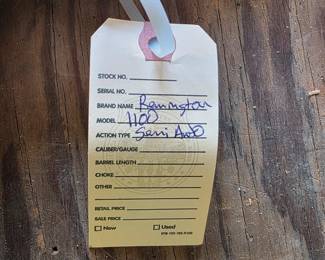 STOCK NO.
SERIAL NO.
BRAND NAME Remington
MODEL 1100
ACTION TYPE Semi Auto
CALIBER/GAUGE
BARREL LENGTH
CHOKE
OTHER
RETAIL PRICE
SALE PRICE
New Used